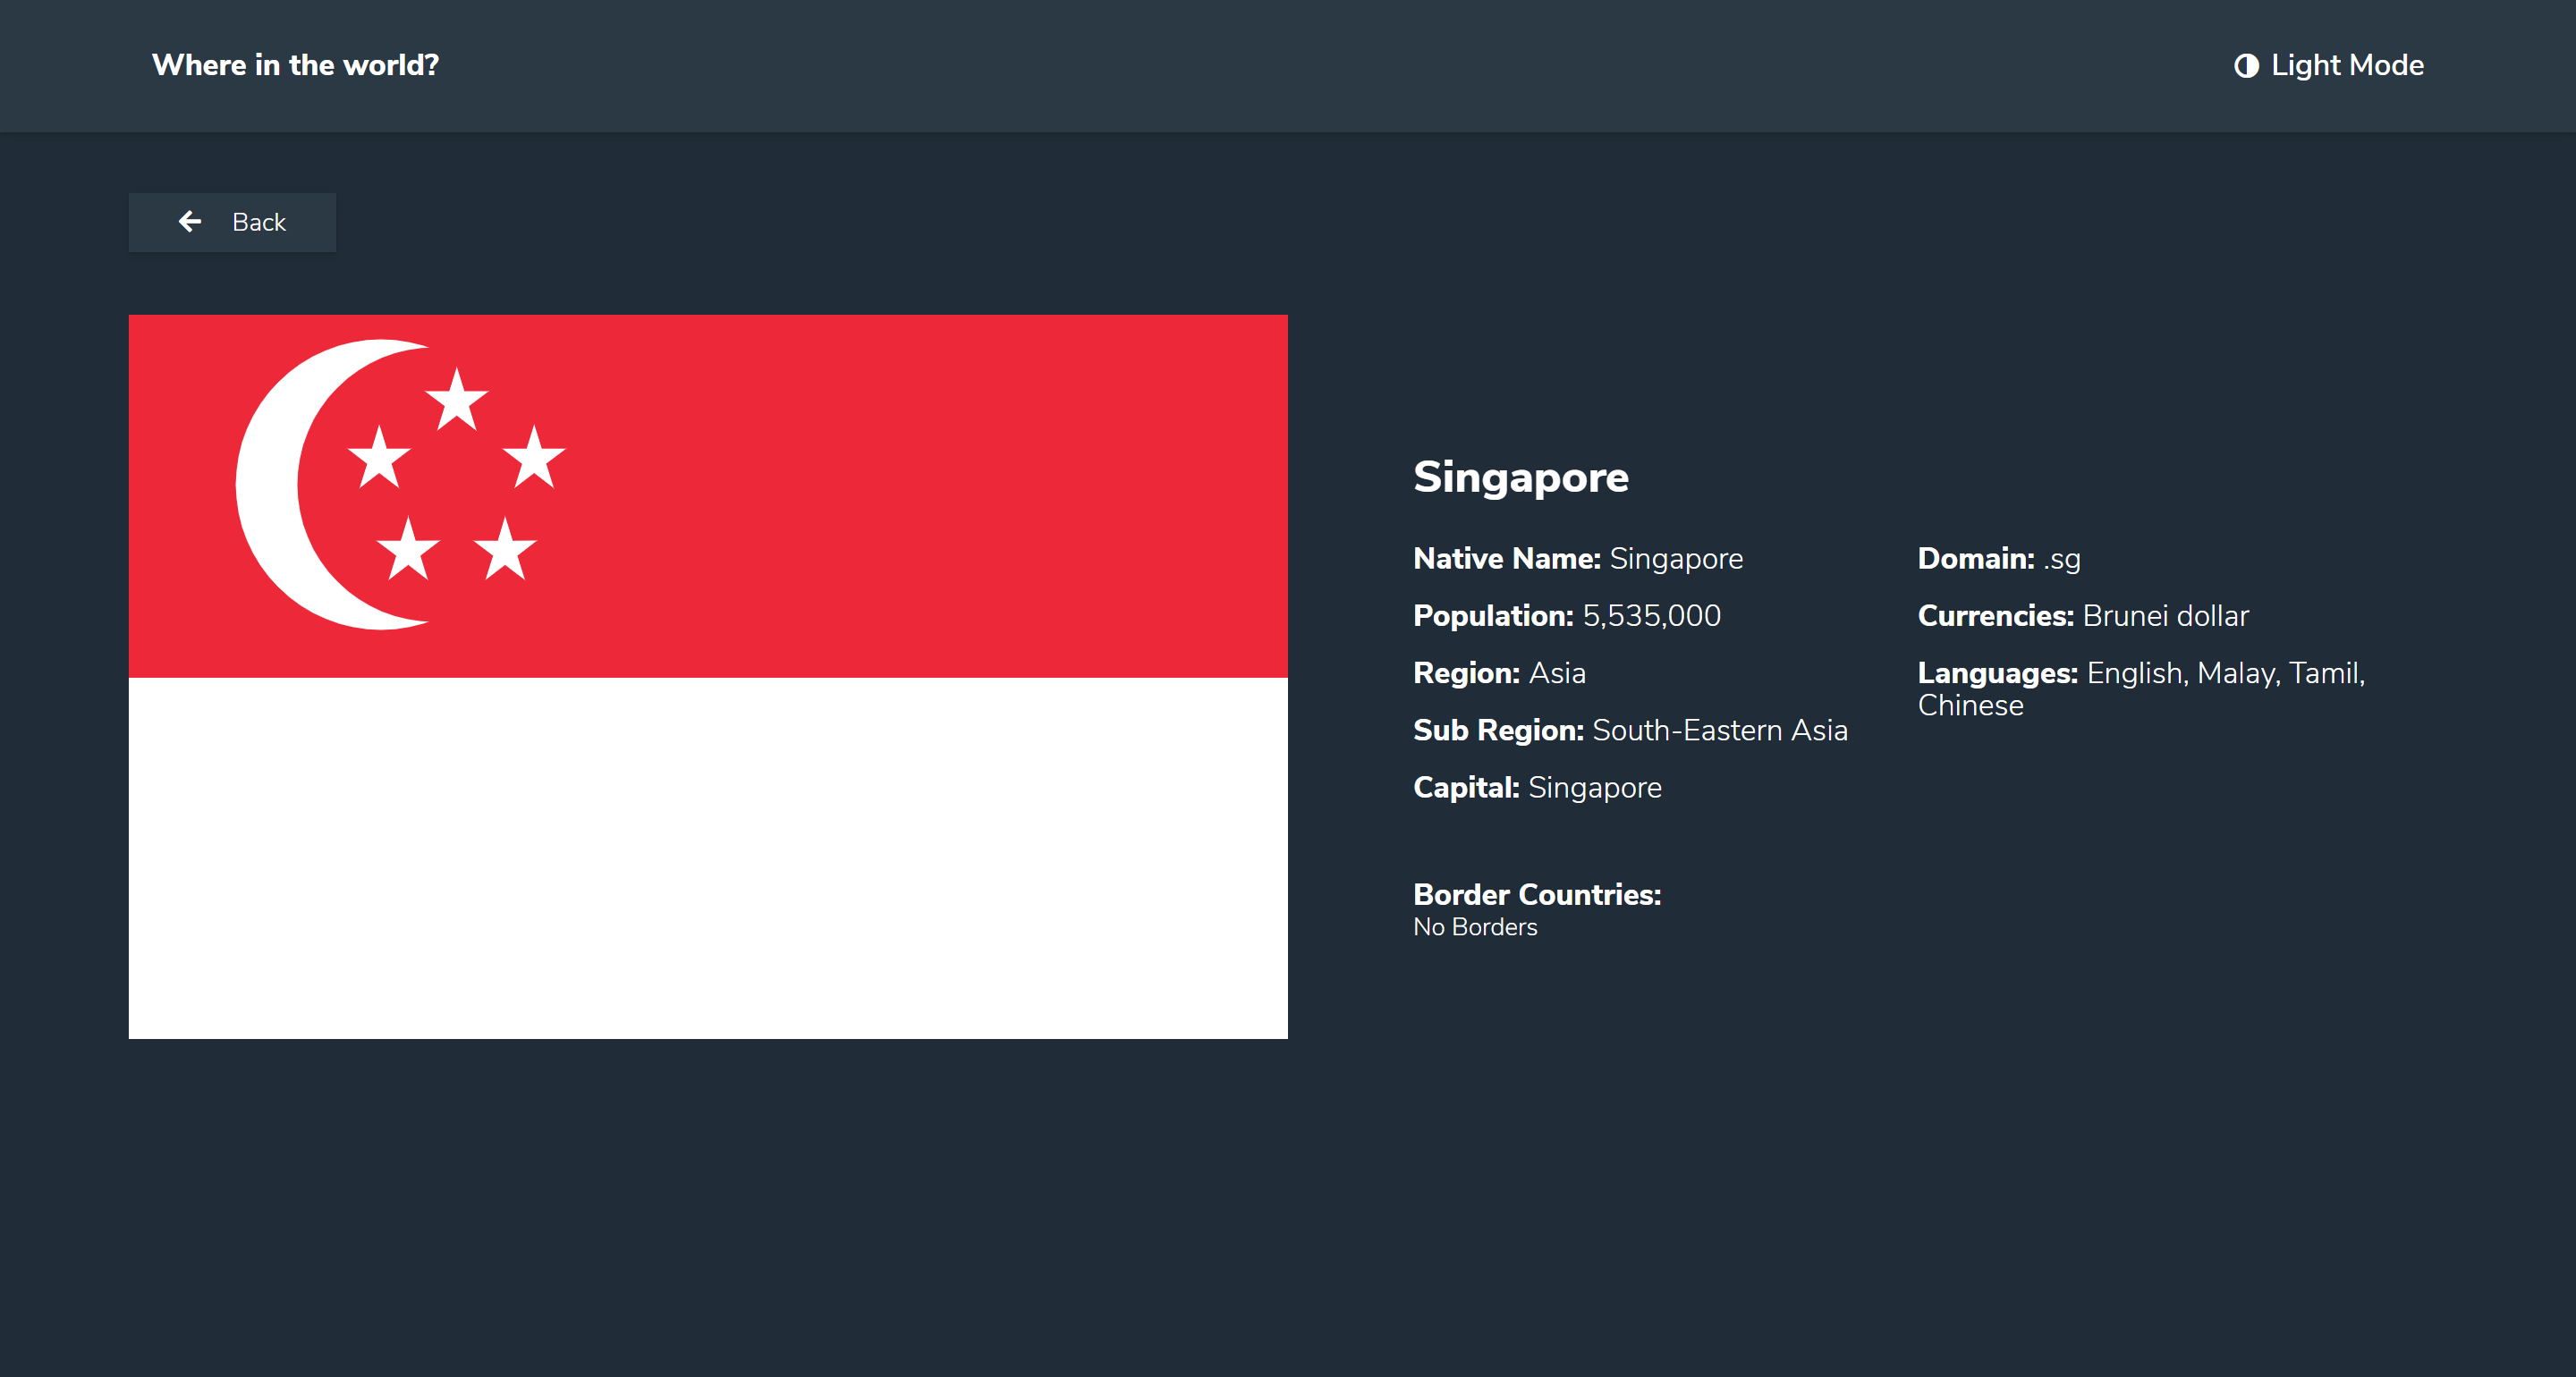 Where in the world?
Light Mode
Back
Singapore
Native Name: Singapore
Population: 5,535,000
Region: Asia
Sub Region: South-Eastern Asia
Capital: Singapore
Domain: .sg
Currencies: Brunei dollar
Languages: English, Malay, Tamil,
Chinese
Border Countries:
No Borders